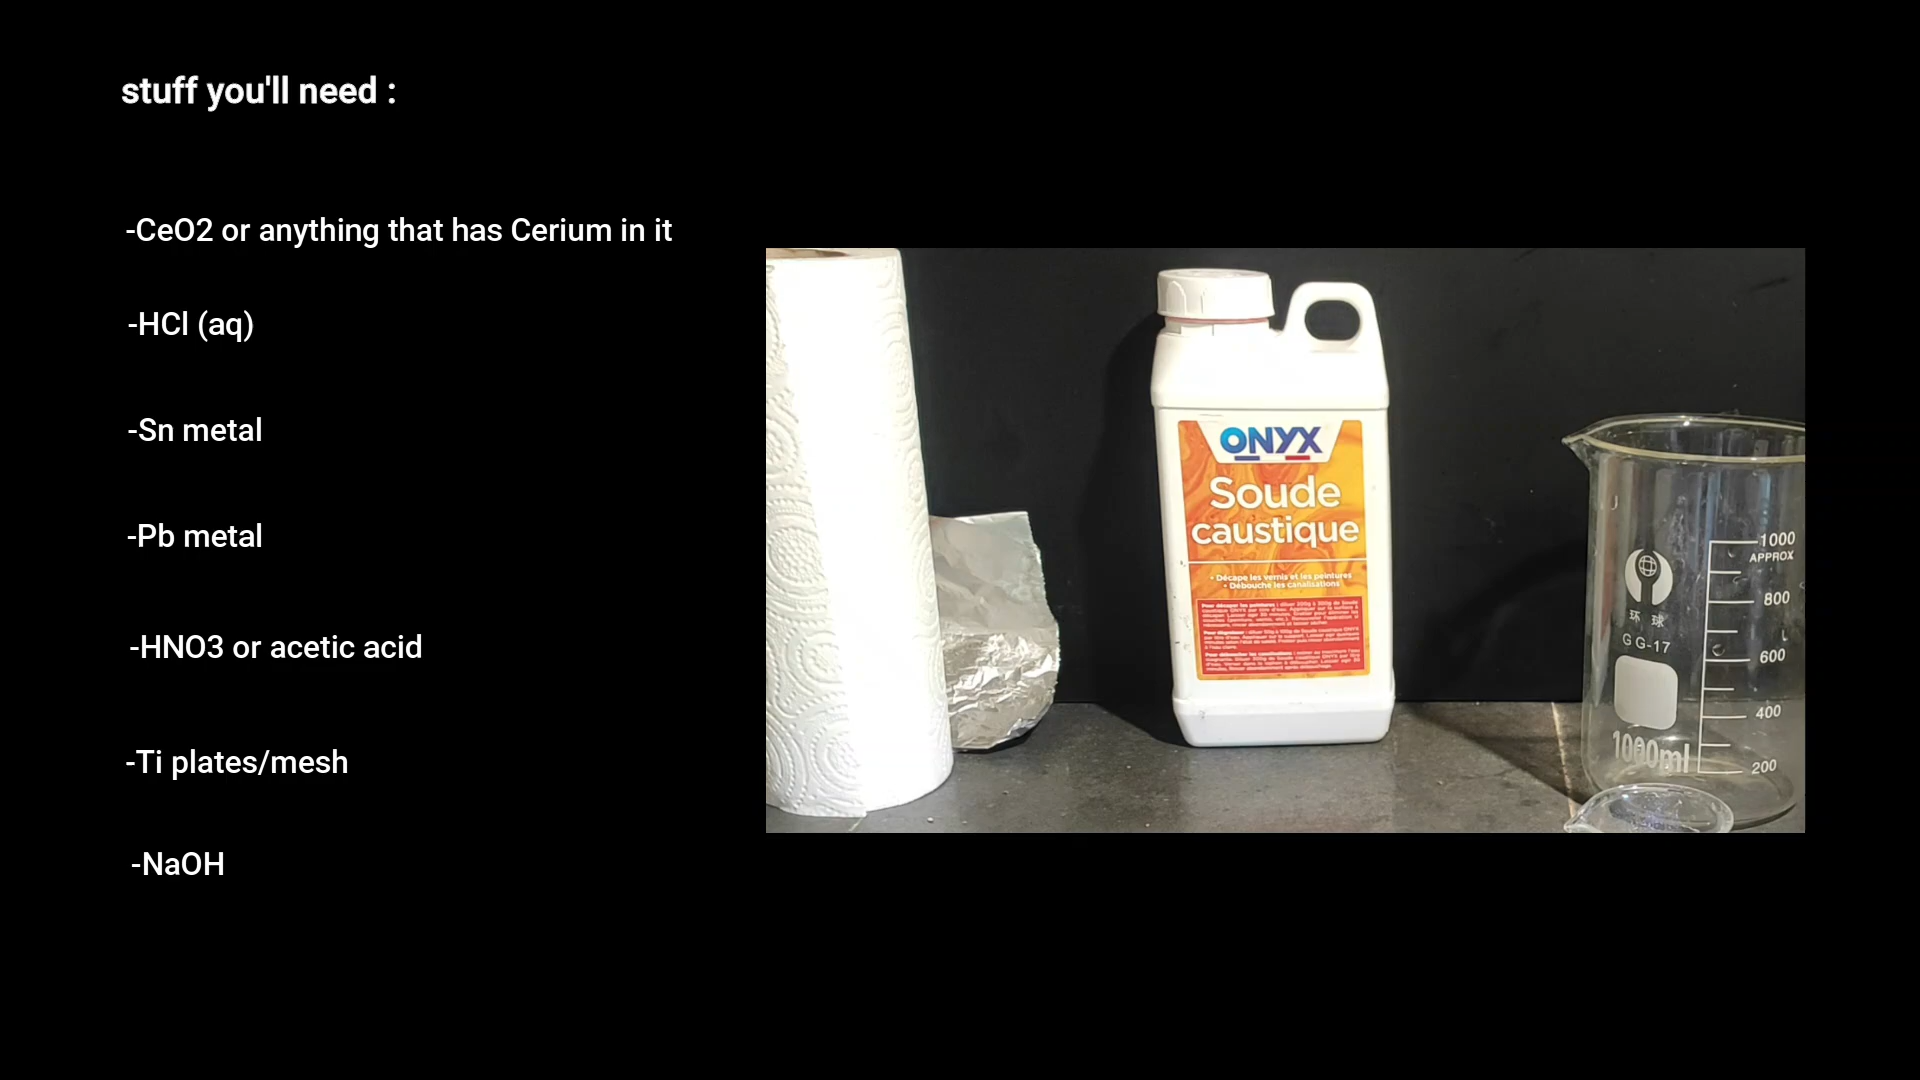 stuff you'll need :
-CeO2 or anything that has Cerium in it
-HCl (aq)
-Sn metal
-Pb metal
-HNO3 or acetic acid
-Ti plates/mesh
-NaOH
ONYX
Soude
caustique
• Décape les vernis et les peintures
• Débouche les canalisations
1000
APPROX
800
600
400
200
环 球
GG-17
1000ml